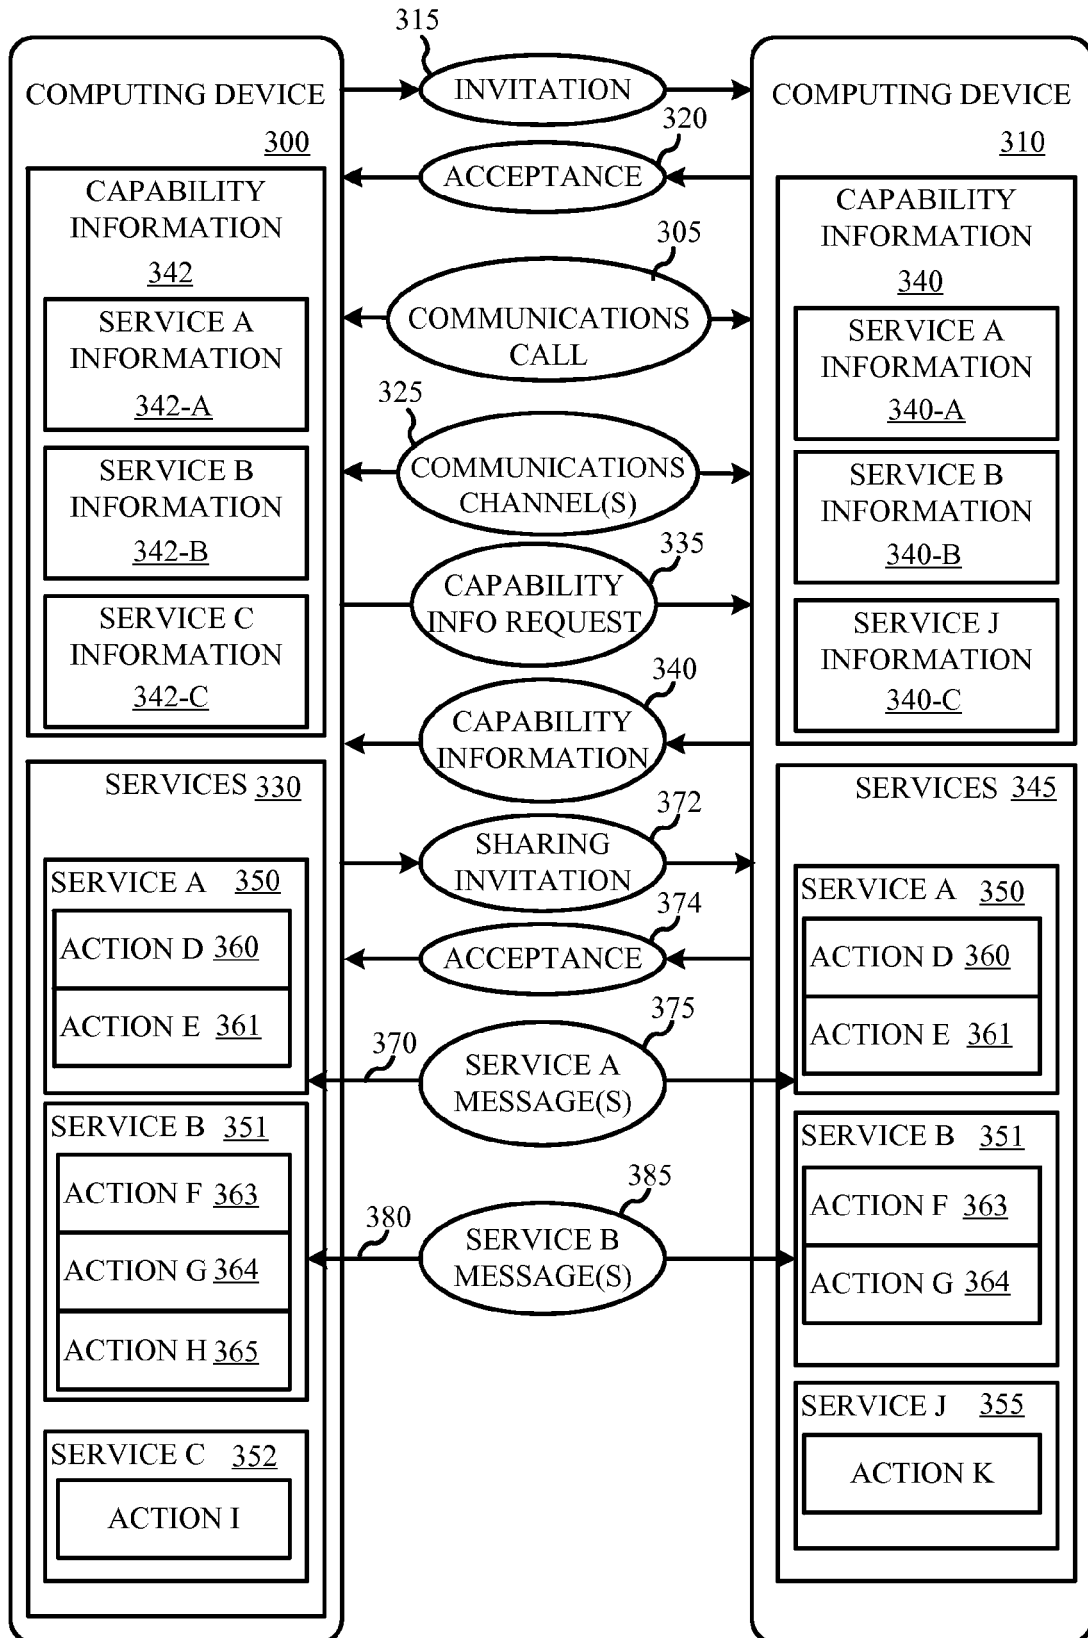 COMPUTING DEVICE
300
CAPABILITY
INFORMATION
342
SERVICE A
INFORMATION
342-A
SERVICE B
INFORMATION
342-B
SERVICE C
INFORMATION
342-C
SERVICES 330
SERVICE A 350
ACTION D 360
ACTION E 361
SERVICE B 351
ACTION F 363
ACTION G 364
ACTION H 365
SERVICE C 352
ACTION I
315
INVITATION
320
ACCEPTANCE
305
COMMUNICATIONS
CALL
325
COMMUNICATIONS
CHANNEL(S)
335
CAPABILITY
INFO REQUEST
340
CAPABILITY
INFORMATION
372
SHARING
INVITATION
374
ACCEPTANCE
375
370
SERVICE A
MESSAGE(S)
385
380
SERVICE B
MESSAGE(S)
COMPUTING DEVICE
310
CAPABILITY
INFORMATION
340
SERVICE A
INFORMATION
340-A
SERVICE B
INFORMATION
340-B
SERVICE J
INFORMATION
340-C
SERVICES 345
SERVICE A 350
ACTION D 360
ACTION E 361
SERVICE B 351
ACTION F 363
ACTION G 364
SERVICE J 355
ACTION K